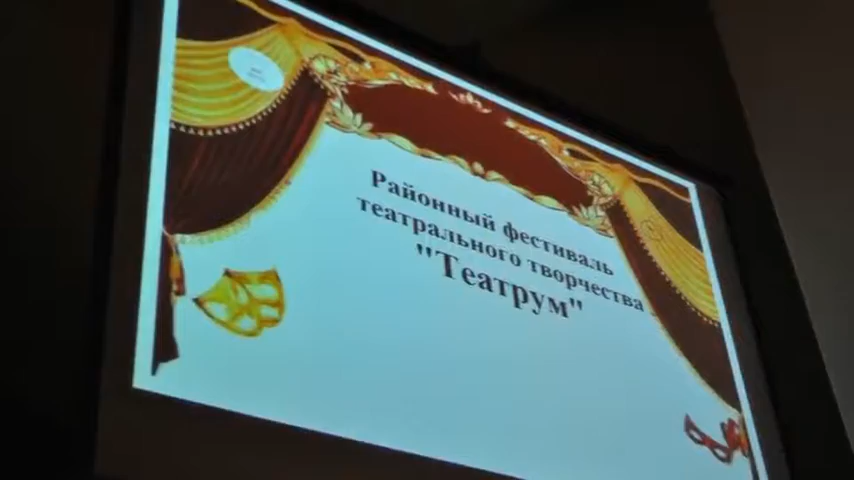 Районный фестиваль
театрального творчества
"Театрум"